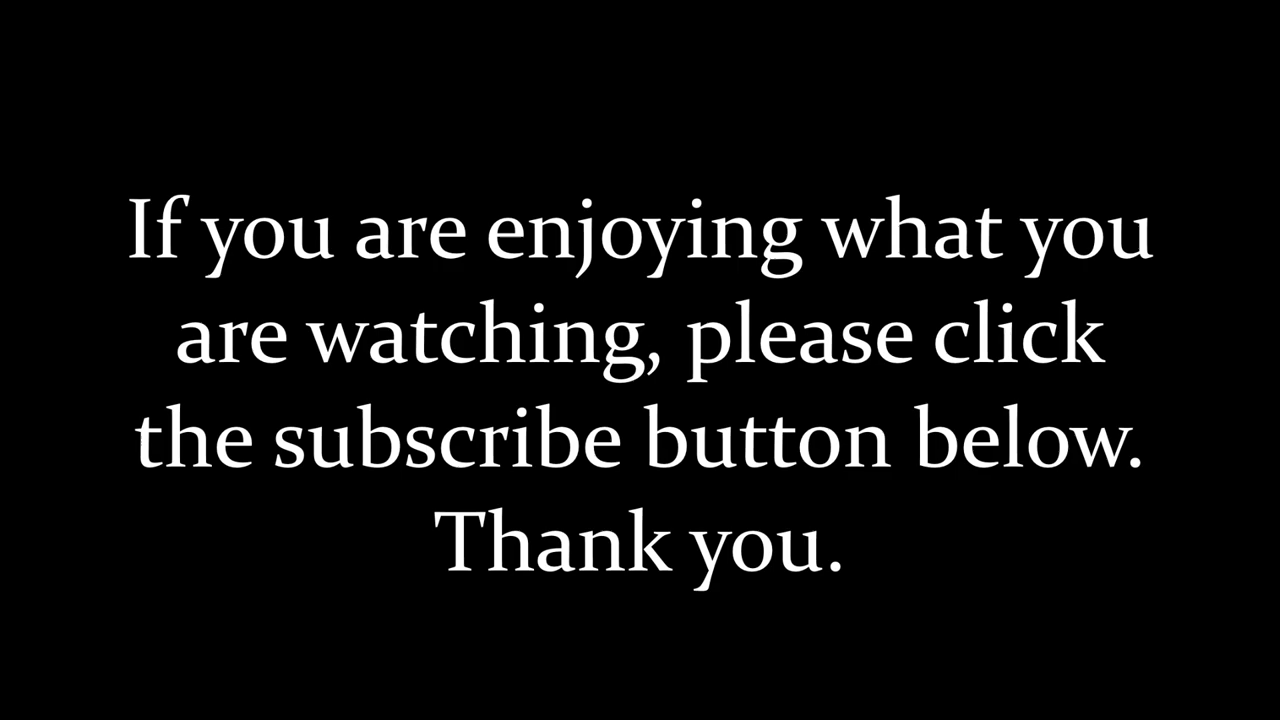 If you are enjoying what you
are watching, please click
the subscribe button below.
Thank you.